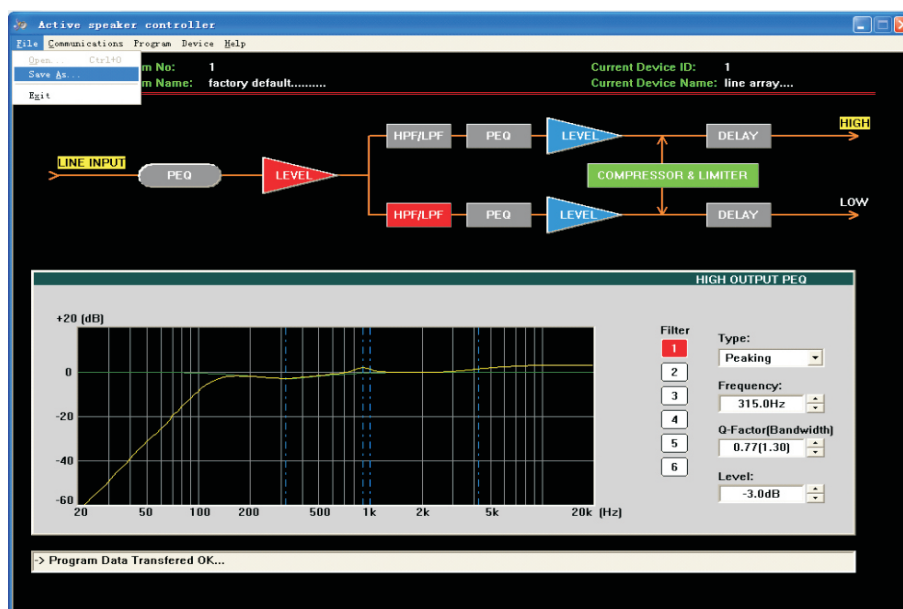 Active speaker controller
File Communications Program Device Help
Open... Ctrl+O
Save As...
Exit
m No: 1
m Name: factory default..........
Current Device ID: 1
Current Device Name: line array....
LINE INPUT
PEQ
LEVEL
HPF/LPF PEQ LEVEL DELAY
HIGH
COMPRESSOR & LIMITER
HPF/LPF PEQ LEVEL DELAY
LOW
HIGH OUTPUT PEQ
+20 (dB)
0
-20
-40
-60
20 50 100 200 500 1k 2k 5k 20k (Hz)
Filter
1
2
3
4
5
6
Type:
Peaking
Frequency:
315.0Hz
Q-Factor(Bandwidth)
0.77(1.30)
Level:
-3.0dB
-> Program Data Transfered OK...